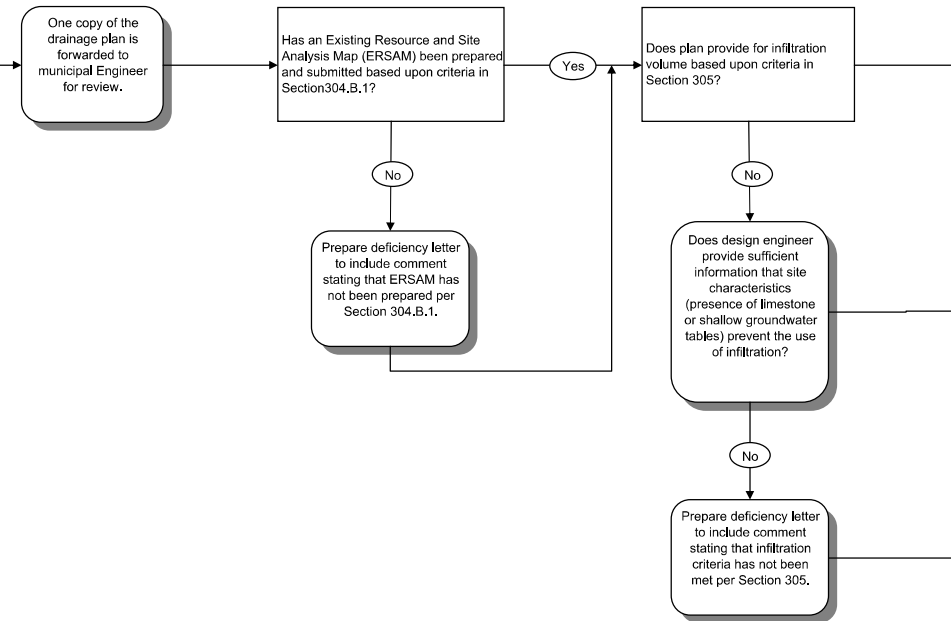 One copy of the
drainage plan is
forwarded to
municipal Engineer
for review.
Has an Existing Resource and Site
Analysis Map (ERSAM) been prepared
and submitted based upon criteria in
Section304.B.1?
Yes
Does plan provide for infiltration
volume based upon criteria in
Section 305?
No
Prepare deficiency letter
to include comment
stating that ERSAM has
not been prepared per
Section 304.B.1.
No
Does design engineer
provide sufficient
information that site
characteristics
(presence of limestone
or shallow groundwater
tables) prevent the use
of infiltration?
No
Prepare deficiency letter
to include comment
stating that infiltration
criteria has not been
met per Section 305.